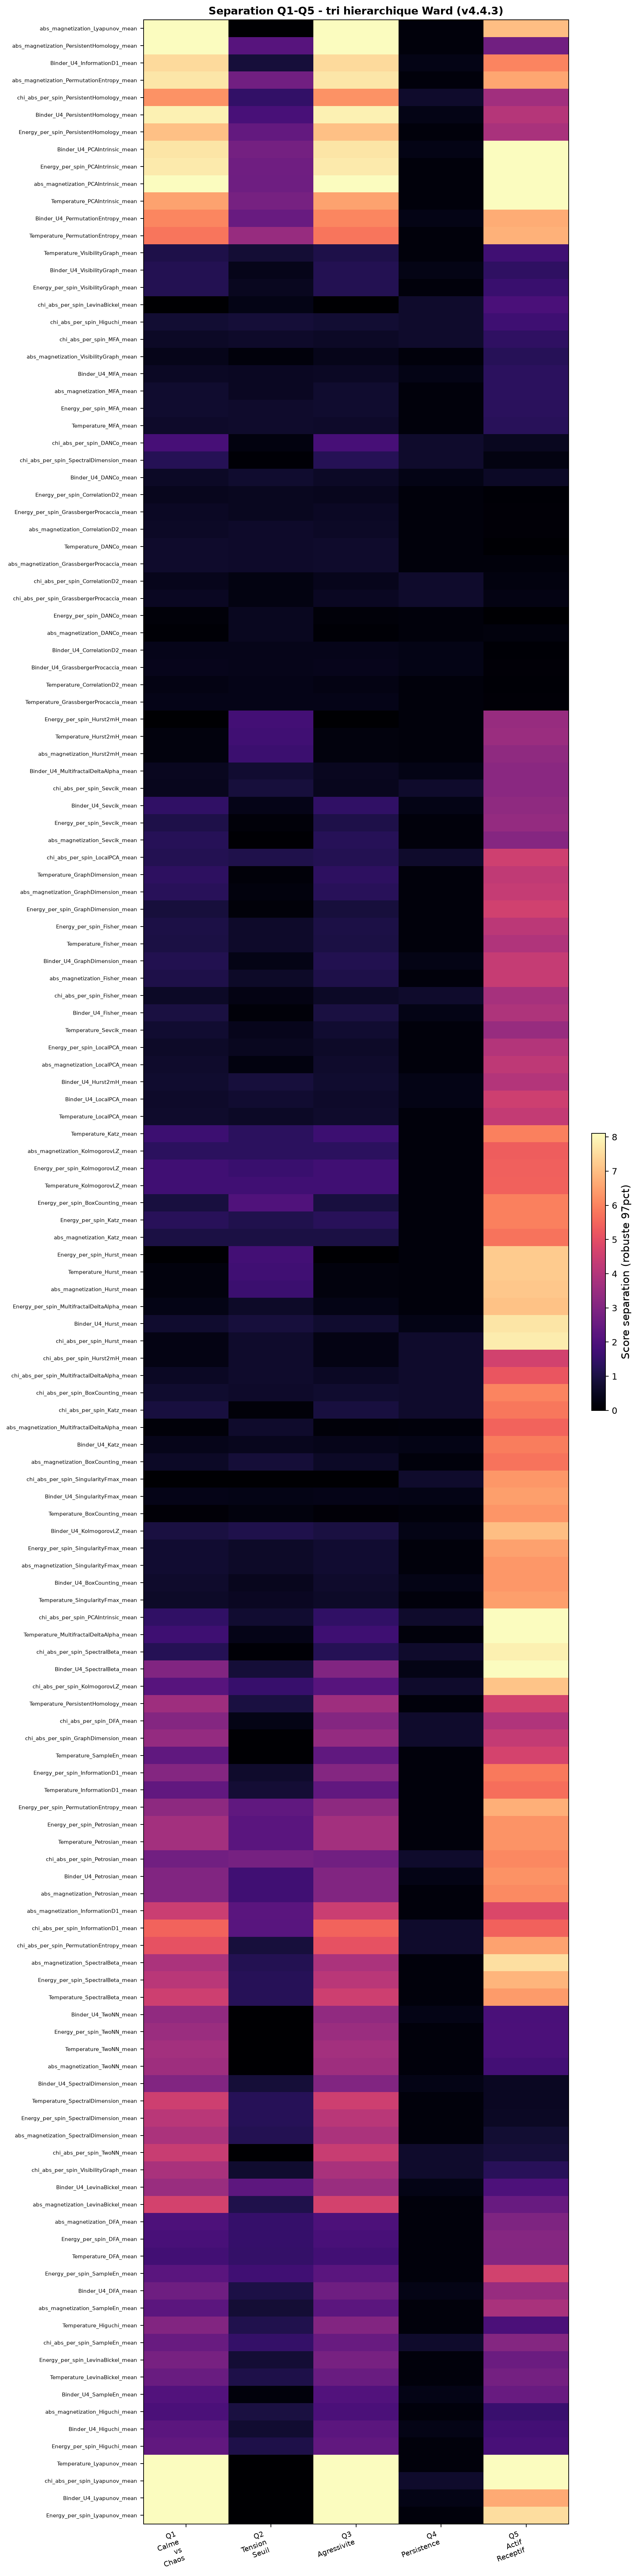 Separation Q1-Q5 - tri hierarchique Ward (v4.4.3)
abs_magnetization_Lyapunov_mean
abs_magnetization_PersistentHomology_mean
Binder_U4_InformationD1_mean
abs_magnetization_PermutationEntropy_mean
chi_abs_per_spin_PersistentHomology_mean
Binder_U4_PersistentHomology_mean
Energy_per_spin_PersistentHomology_mean
Binder_U4_PCAIntrinsic_mean
Energy_per_spin_PCAIntrinsic_mean
abs_magnetization_PCAIntrinsic_mean
Temperature_PCAIntrinsic_mean
Binder_U4_PermutationEntropy_mean
Temperature_PermutationEntropy_mean
Temperature_VisibilityGraph_mean
Binder_U4_VisibilityGraph_mean
Energy_per_spin_VisibilityGraph_mean
chi_abs_per_spin_LevinaBickel_mean
chi_abs_per_spin_Higuchi_mean
chi_abs_per_spin_MFA_mean
abs_magnetization_VisibilityGraph_mean
Binder_U4_MFA_mean
abs_magnetization_MFA_mean
Energy_per_spin_MFA_mean
Temperature_MFA_mean
chi_abs_per_spin_DANCo_mean
chi_abs_per_spin_SpectralDimension_mean
Binder_U4_DANCo_mean
Energy_per_spin_CorrelationD2_mean
Energy_per_spin_GrassbergerProcaccia_mean
abs_magnetization_CorrelationD2_mean
Temperature_DANCo_mean
abs_magnetization_GrassbergerProcaccia_mean
chi_abs_per_spin_CorrelationD2_mean
chi_abs_per_spin_GrassbergerProcaccia_mean
Energy_per_spin_DANCo_mean
abs_magnetization_DANCo_mean
Binder_U4_CorrelationD2_mean
Binder_U4_GrassbergerProcaccia_mean
Temperature_CorrelationD2_mean
Temperature_GrassbergerProcaccia_mean
Energy_per_spin_Hurst2mH_mean
Temperature_Hurst2mH_mean
abs_magnetization_Hurst2mH_mean
Binder_U4_MultifractalDeltaAlpha_mean
chi_abs_per_spin_Sevcik_mean
Binder_U4_Sevcik_mean
Energy_per_spin_Sevcik_mean
abs_magnetization_Sevcik_mean
chi_abs_per_spin_LocalPCA_mean
Temperature_GraphDimension_mean
abs_magnetization_GraphDimension_mean
Energy_per_spin_GraphDimension_mean
Energy_per_spin_Fisher_mean
Temperature_Fisher_mean
Binder_U4_GraphDimension_mean
abs_magnetization_Fisher_mean
chi_abs_per_spin_Fisher_mean
Binder_U4_Fisher_mean
Temperature_Sevcik_mean
Energy_per_spin_LocalPCA_mean
abs_magnetization_LocalPCA_mean
Binder_U4_Hurst2mH_mean
Binder_U4_LocalPCA_mean
Temperature_LocalPCA_mean
Temperature_Katz_mean
abs_magnetization_KolmogorovLZ_mean
Energy_per_spin_KolmogorovLZ_mean
Temperature_KolmogorovLZ_mean
Energy_per_spin_BoxCounting_mean
Energy_per_spin_Katz_mean
abs_magnetization_Katz_mean
Energy_per_spin_Hurst_mean
Temperature_Hurst_mean
abs_magnetization_Hurst_mean
Energy_per_spin_MultifractalDeltaAlpha_mean
Binder_U4_Hurst_mean
chi_abs_per_spin_Hurst_mean
chi_abs_per_spin_Hurst2mH_mean
chi_abs_per_spin_MultifractalDeltaAlpha_mean
chi_abs_per_spin_BoxCounting_mean
chi_abs_per_spin_Katz_mean
abs_magnetization_MultifractalDeltaAlpha_mean
Binder_U4_Katz_mean
abs_magnetization_BoxCounting_mean
chi_abs_per_spin_SingularityFmax_mean
Binder_U4_SingularityFmax_mean
Temperature_BoxCounting_mean
Binder_U4_KolmogorovLZ_mean
Energy_per_spin_SingularityFmax_mean
abs_magnetization_SingularityFmax_mean
Binder_U4_BoxCounting_mean
Temperature_SingularityFmax_mean
chi_abs_per_spin_PCAIntrinsic_mean
Temperature_MultifractalDeltaAlpha_mean
chi_abs_per_spin_SpectralBeta_mean
Binder_U4_SpectralBeta_mean
chi_abs_per_spin_KolmogorovLZ_mean
Temperature_PersistentHomology_mean
chi_abs_per_spin_DFA_mean
chi_abs_per_spin_GraphDimension_mean
Temperature_SampleEn_mean
Energy_per_spin_InformationD1_mean
Temperature_InformationD1_mean
Energy_per_spin_PermutationEntropy_mean
Energy_per_spin_Petrosian_mean
Temperature_Petrosian_mean
chi_abs_per_spin_Petrosian_mean
Binder_U4_Petrosian_mean
abs_magnetization_Petrosian_mean
abs_magnetization_InformationD1_mean
chi_abs_per_spin_InformationD1_mean
chi_abs_per_spin_PermutationEntropy_mean
abs_magnetization_SpectralBeta_mean
Energy_per_spin_SpectralBeta_mean
Temperature_SpectralBeta_mean
Binder_U4_TwoNN_mean
Energy_per_spin_TwoNN_mean
Temperature_TwoNN_mean
abs_magnetization_TwoNN_mean
Binder_U4_SpectralDimension_mean
Temperature_SpectralDimension_mean
Energy_per_spin_SpectralDimension_mean
abs_magnetization_SpectralDimension_mean
chi_abs_per_spin_TwoNN_mean
chi_abs_per_spin_VisibilityGraph_mean
Binder_U4_LevinaBickel_mean
abs_magnetization_LevinaBickel_mean
abs_magnetization_DFA_mean
Energy_per_spin_DFA_mean
Temperature_DFA_mean
Energy_per_spin_SampleEn_mean
Binder_U4_DFA_mean
abs_magnetization_SampleEn_mean
Temperature_Higuchi_mean
chi_abs_per_spin_SampleEn_mean
Energy_per_spin_LevinaBickel_mean
Temperature_LevinaBickel_mean
Binder_U4_SampleEn_mean
abs_magnetization_Higuchi_mean
Binder_U4_Higuchi_mean
Energy_per_spin_Higuchi_mean
Temperature_Lyapunov_mean
chi_abs_per_spin_Lyapunov_mean
Binder_U4_Lyapunov_mean
Energy_per_spin_Lyapunov_mean
Q1
Calme
vs
Chaos
Q2
Tension
Seuil
Q3
Agressivite
Q4
Persistence
Q5
Actif
Receptif
8
7
6
5
4
3
2
1
0
Score separation (robuste 97pct)